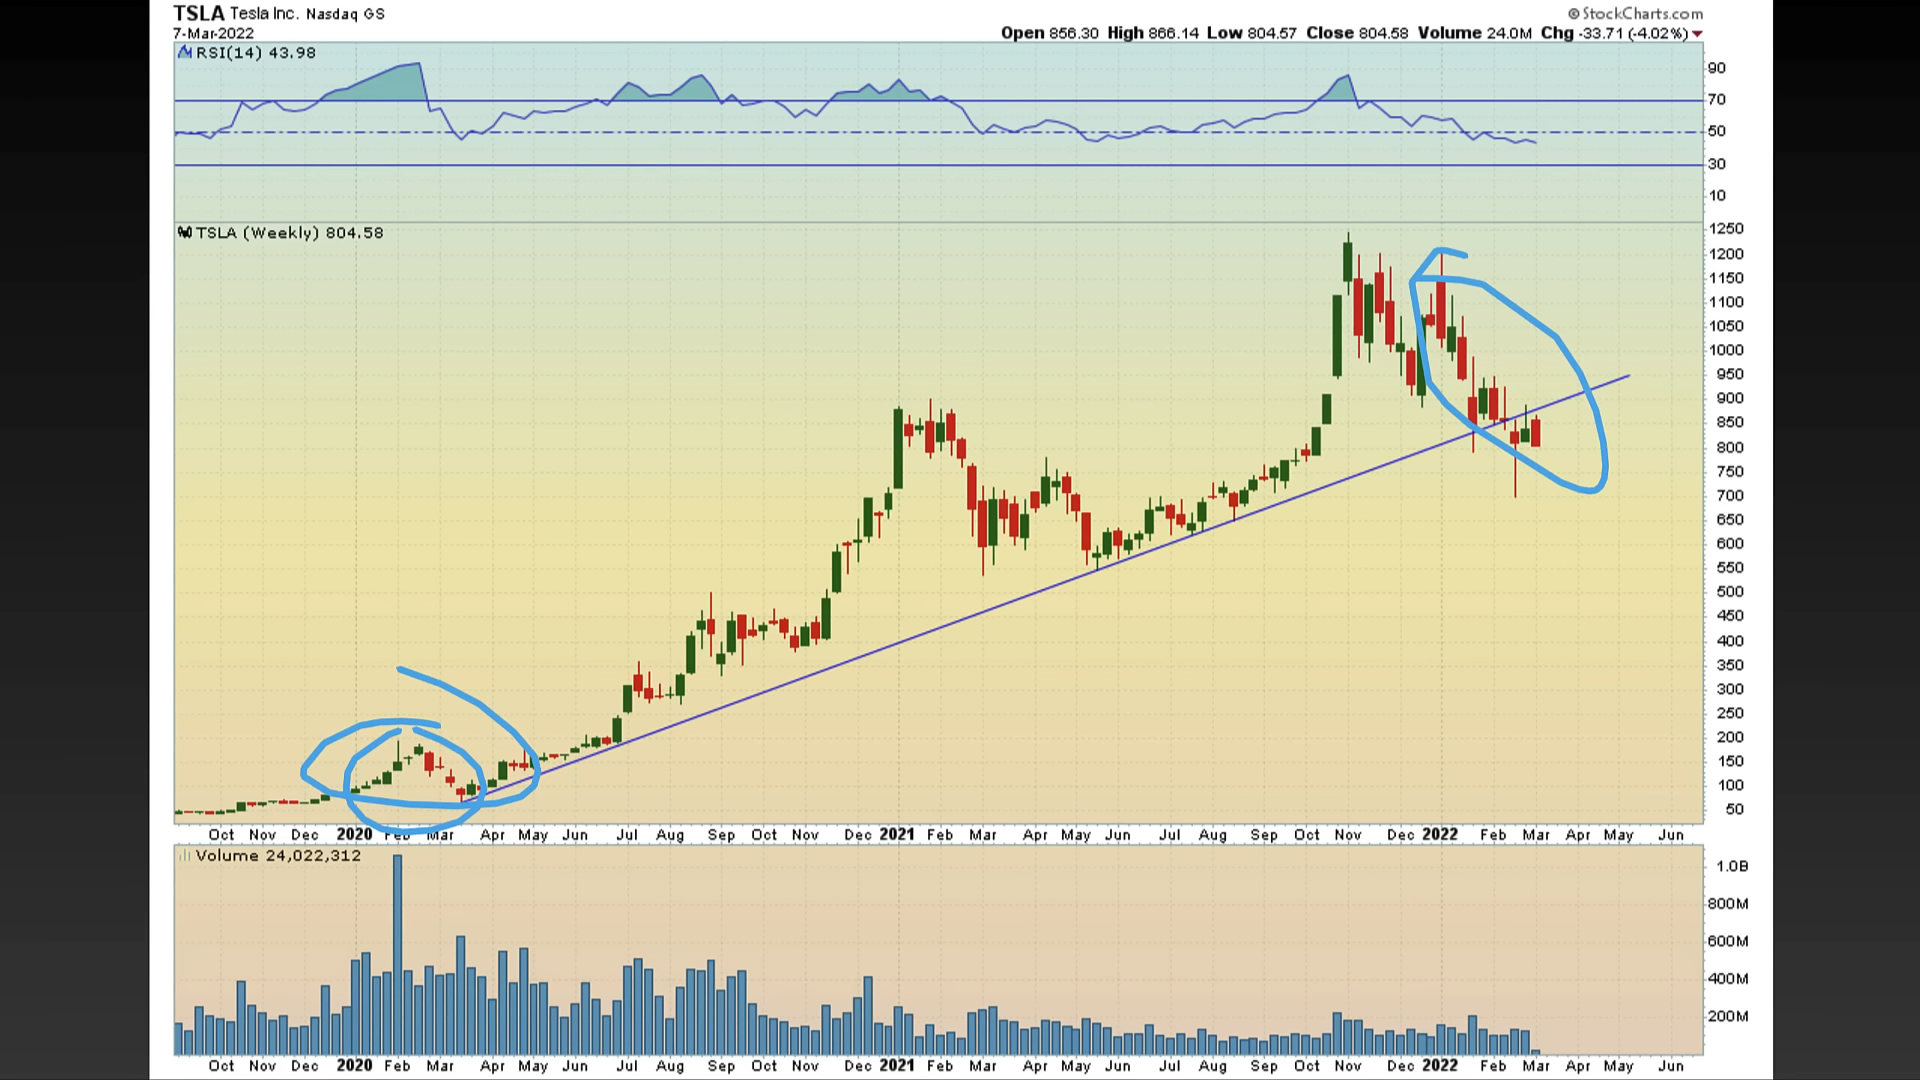 TSLA Tesla Inc. Nasdaq GS
© StockCharts.com
7-Mar-2022
Open 856.30 High 866.14 Low 804.57 Close 804.58 Volume 24.0M Chg -33.71 (-4.02%)
RSI(14) 43.98
90
70
50
30
10
TSLA (Weekly) 804.58
1250
1200
1150
1100
1050
1000
950
900
850
800
750
700
650
600
550
500
450
400
350
300
250
200
150
100
50
Oct Nov Dec 2020 Feb Mar Apr May Jun Jul Aug Sep Oct Nov Dec 2021 Feb Mar Apr May Jun Jul Aug Sep Oct Nov Dec 2022 Feb Mar Apr May Jun
Volume 24,022,312
1.0B
800M
600M
400M
200M
Oct Nov Dec 2020 Feb Mar Apr May Jun Jul Aug Sep Oct Nov Dec 2021 Feb Mar Apr May Jun Jul Aug Sep Oct Nov Dec 2022 Feb Mar Apr May Jun